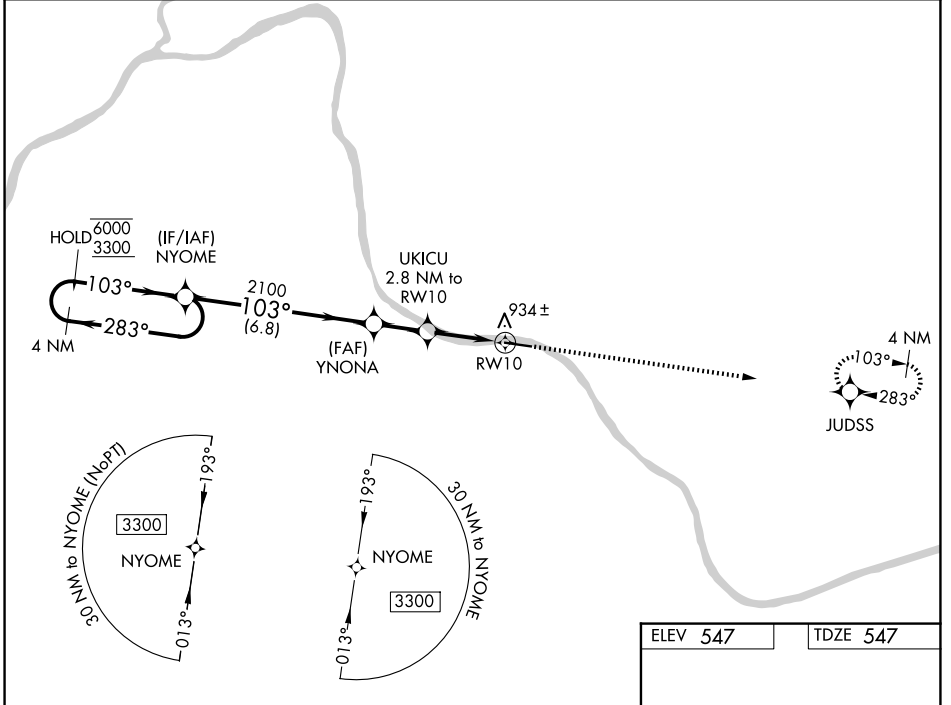 HOLD 6000
3300
(IF/IAF)
NYOME
103°
283°
4 NM
2100
103°
(6.8)
(FAF)
YNONA
UKICU
2.8 NM to
RW10
934±
RW10
4 NM
103°
283°
JUDSS
30 NM to NYOME (NoPT)
193°
3300
NYOME
013°
193°
30 NM to NYOME
NYOME
3300
013°
ELEV 547
TDZE 547